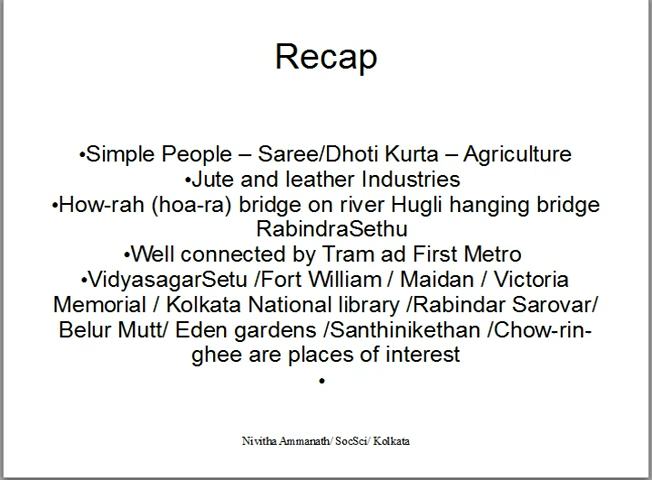 Recap
•Simple People – Saree/Dhoti Kurta – Agriculture
•Jute and leather Industries
•How-rah (hoa-ra) bridge on river Hugli hanging bridge
RabindraSethu
•Well connected by Tram ad First Metro
•VidyasagarSetu /Fort William / Maidan / Victoria
Memorial / Kolkata National library /Rabindar Sarovar/
Belur Mutt/ Eden gardens /Santhinikethan /Chow-rin-
ghee are places of interest
•
Nivitha Ammanath/ SocSci/ Kolkata